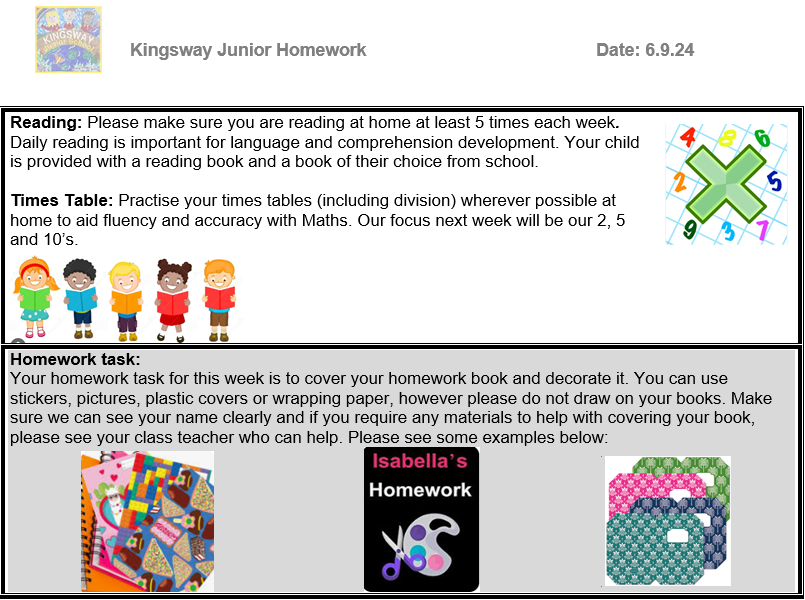 KINGSWAY
Junior School
Kingsway Junior Homework Date: 6.9.24
Reading: Please make sure you are reading at home at least 5 times each week.
Daily reading is important for language and comprehension development. Your child
is provided with a reading book and a book of their choice from school.
Times Table: Practise your times tables (including division) wherever possible at
home to aid fluency and accuracy with Maths. Our focus next week will be our 2, 5
and 10's.
4 8 6
2 5
9 3 7
Homework task:
Your homework task for this week is to cover your homework book and decorate it. You can use
stickers, pictures, plastic covers or wrapping paper, however please do not draw on your books. Make
sure we can see your name clearly and if you require any materials to help with covering your book,
please see your class teacher who can help. Please see some examples below:
Isabella's
Homework